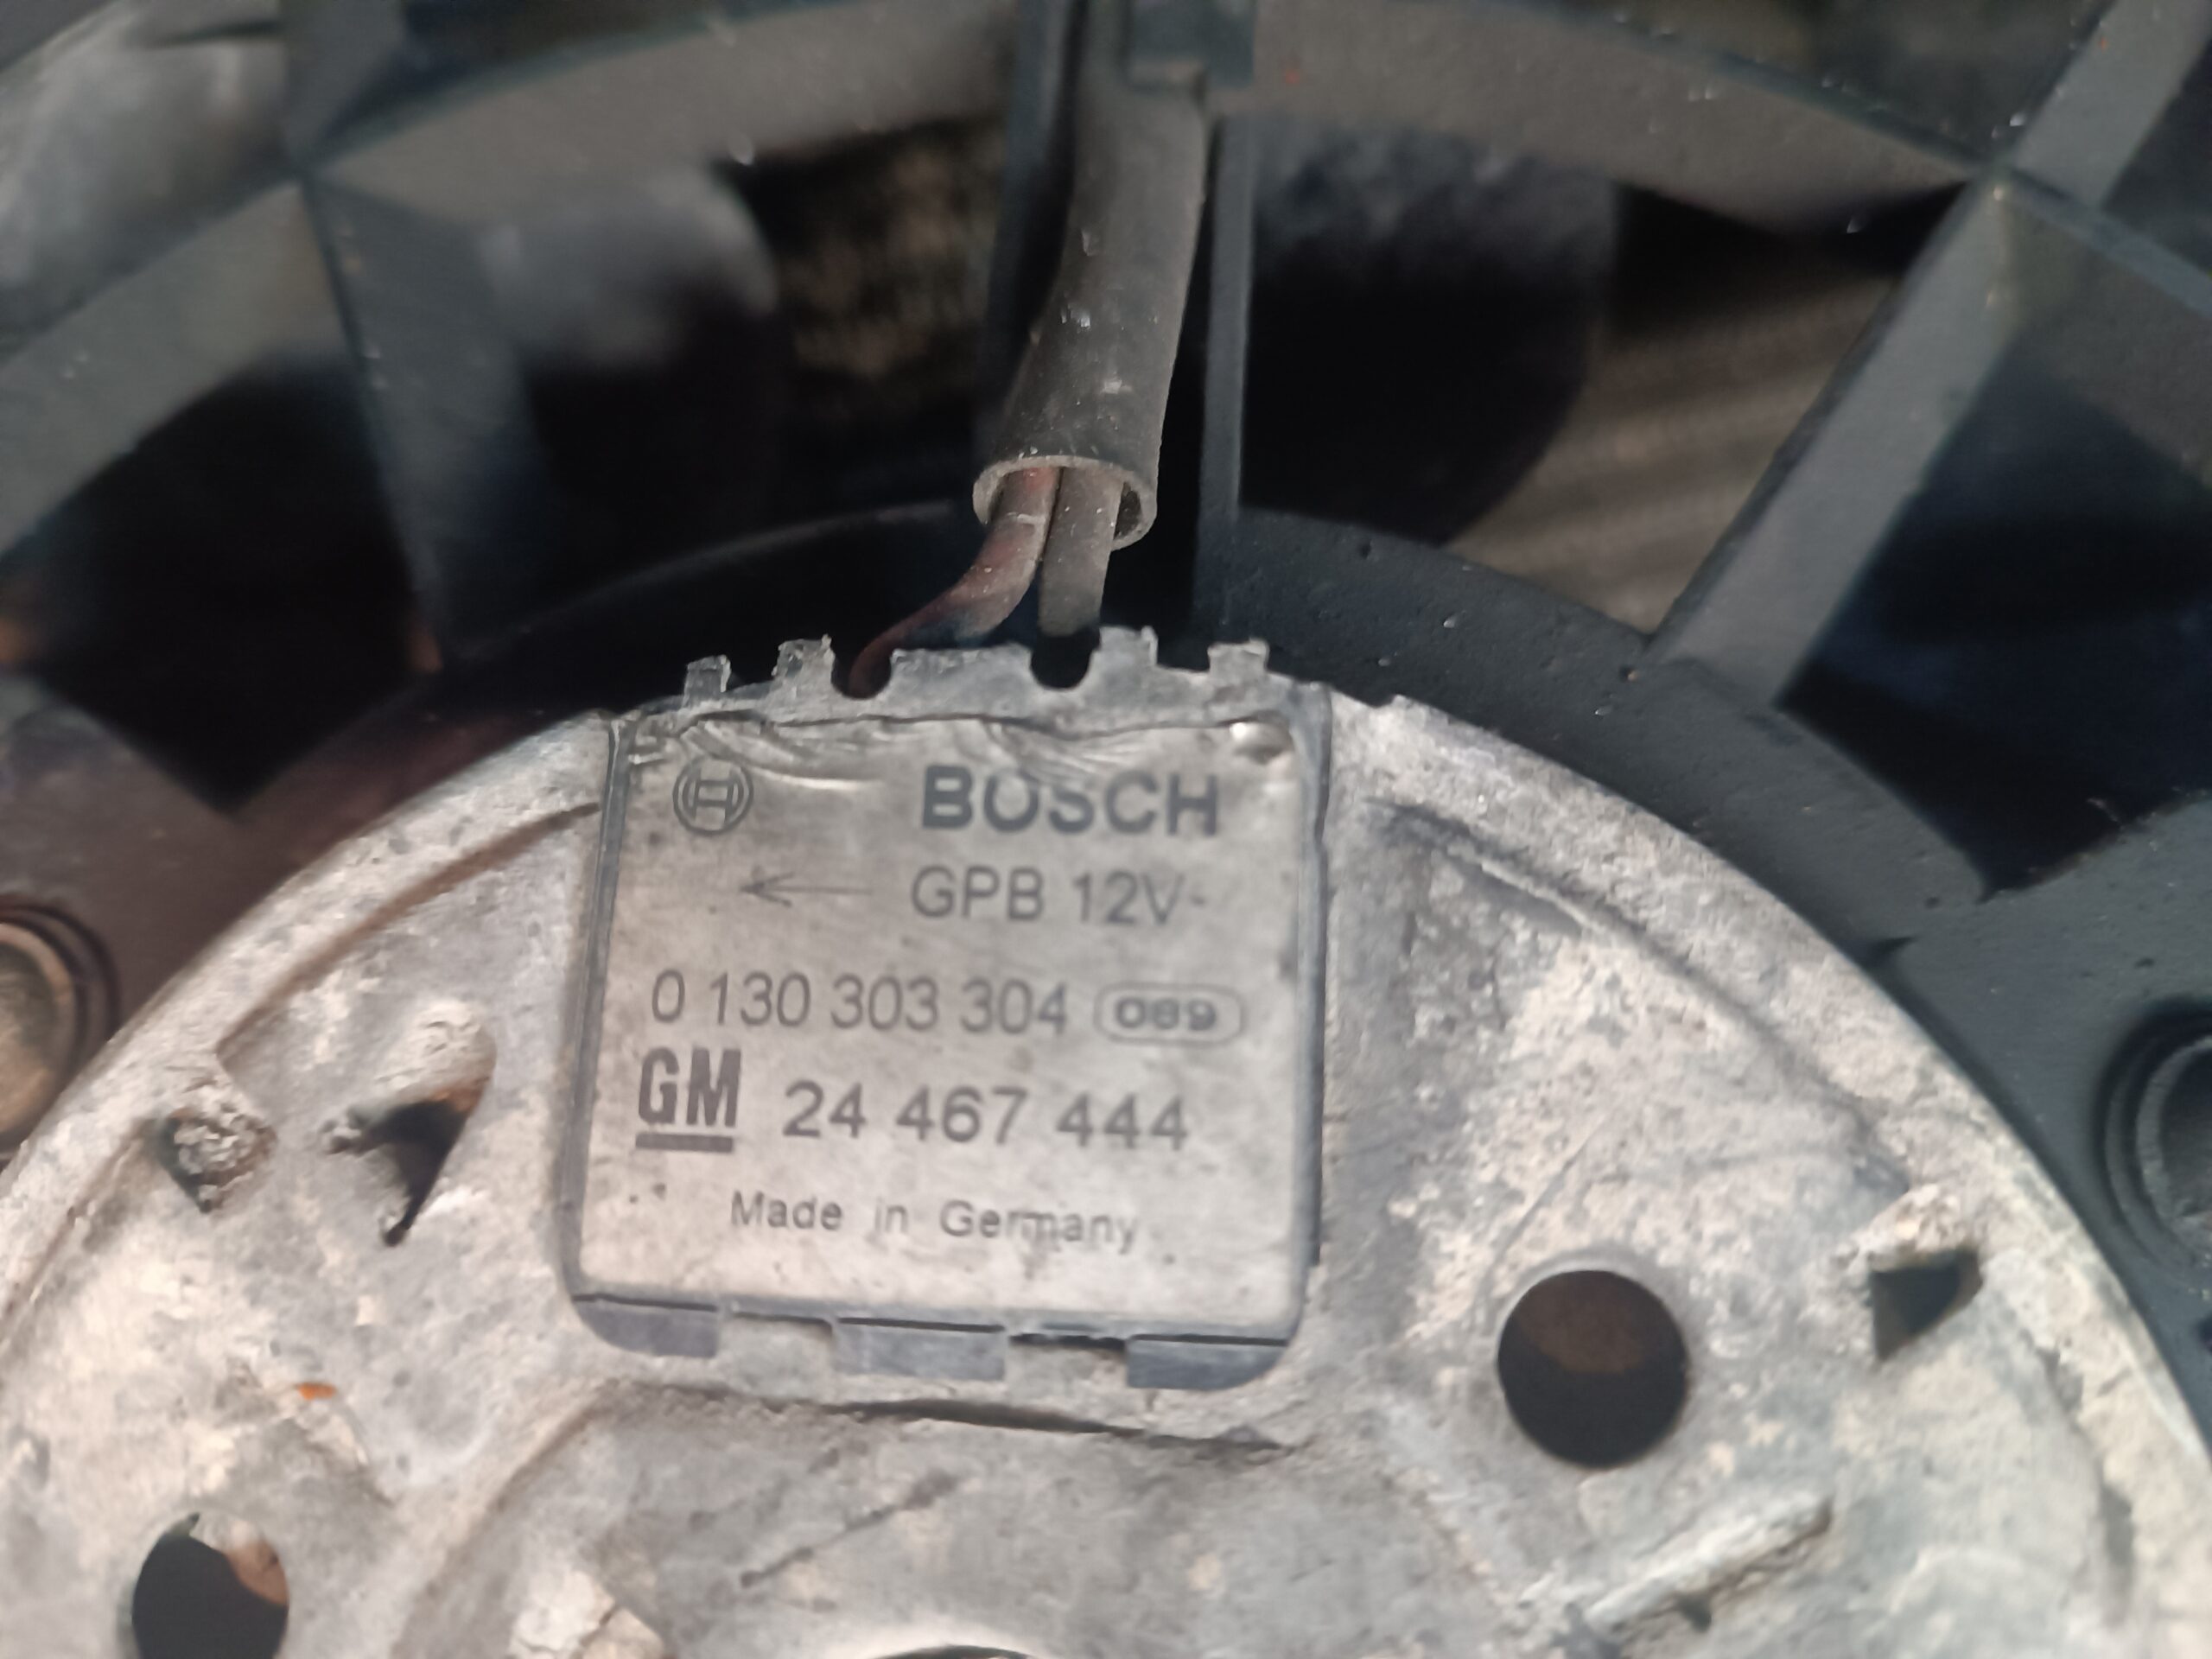 BOSCH
GPB 12V
0 130 303 304 089
GM 24 467 444
Made in Germany